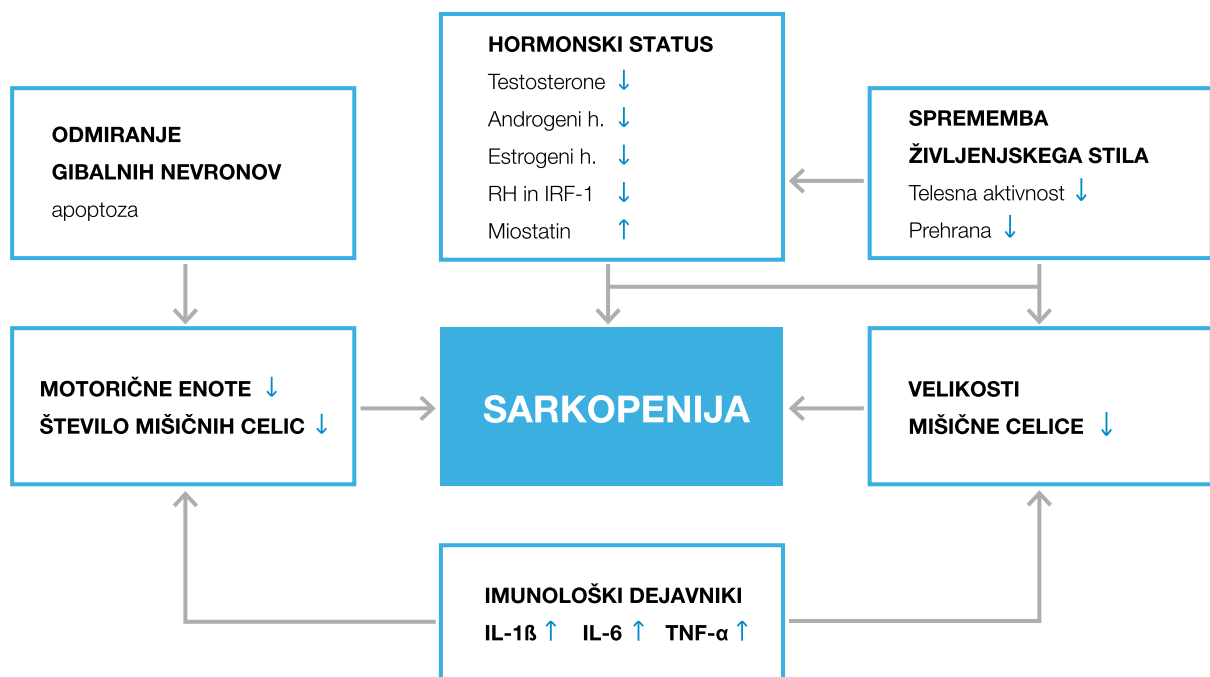 HORMONSKI STATUS
Testosterone ↓
Androgeni h. ↓
Estrogeni h. ↓
RH in IRF-1 ↓
Miostatin ↑
ODMIRANJE
GIBALNIH NEVRONOV
apoptoza
SPREMEMBA
ŽIVLJENJSKEGA STILA
Telesna aktivnost ↓
Prehrana ↓
MOTORIČNE ENOTE ↓
ŠTEVILO MIŠIČNIH CELIC ↓
SARKOPENIJA
VELIKOSTI
MIŠIČNE CELICE ↓
IMUNOLOŠKI DEJAVNIKI
IL-1ß ↑ IL-6 ↑ TNF-α ↑